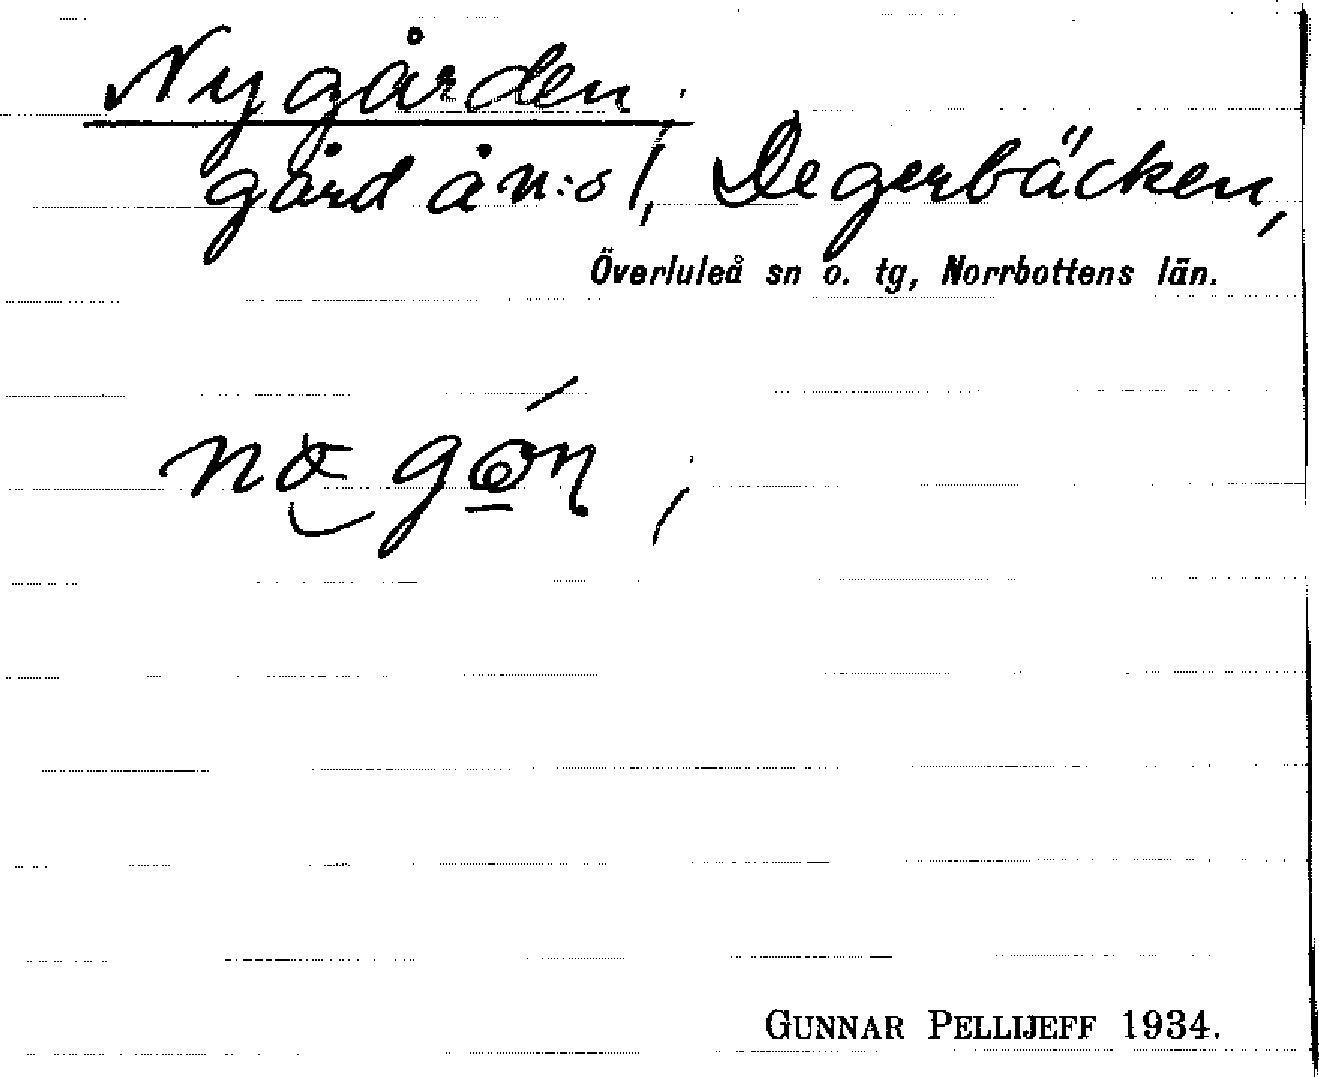 Nygården.
gård å n:o 1, Degerbäcken,
Överluleå sn o. tg, Norrbottens län.
GUNNAR PELLIJEFF 1934.